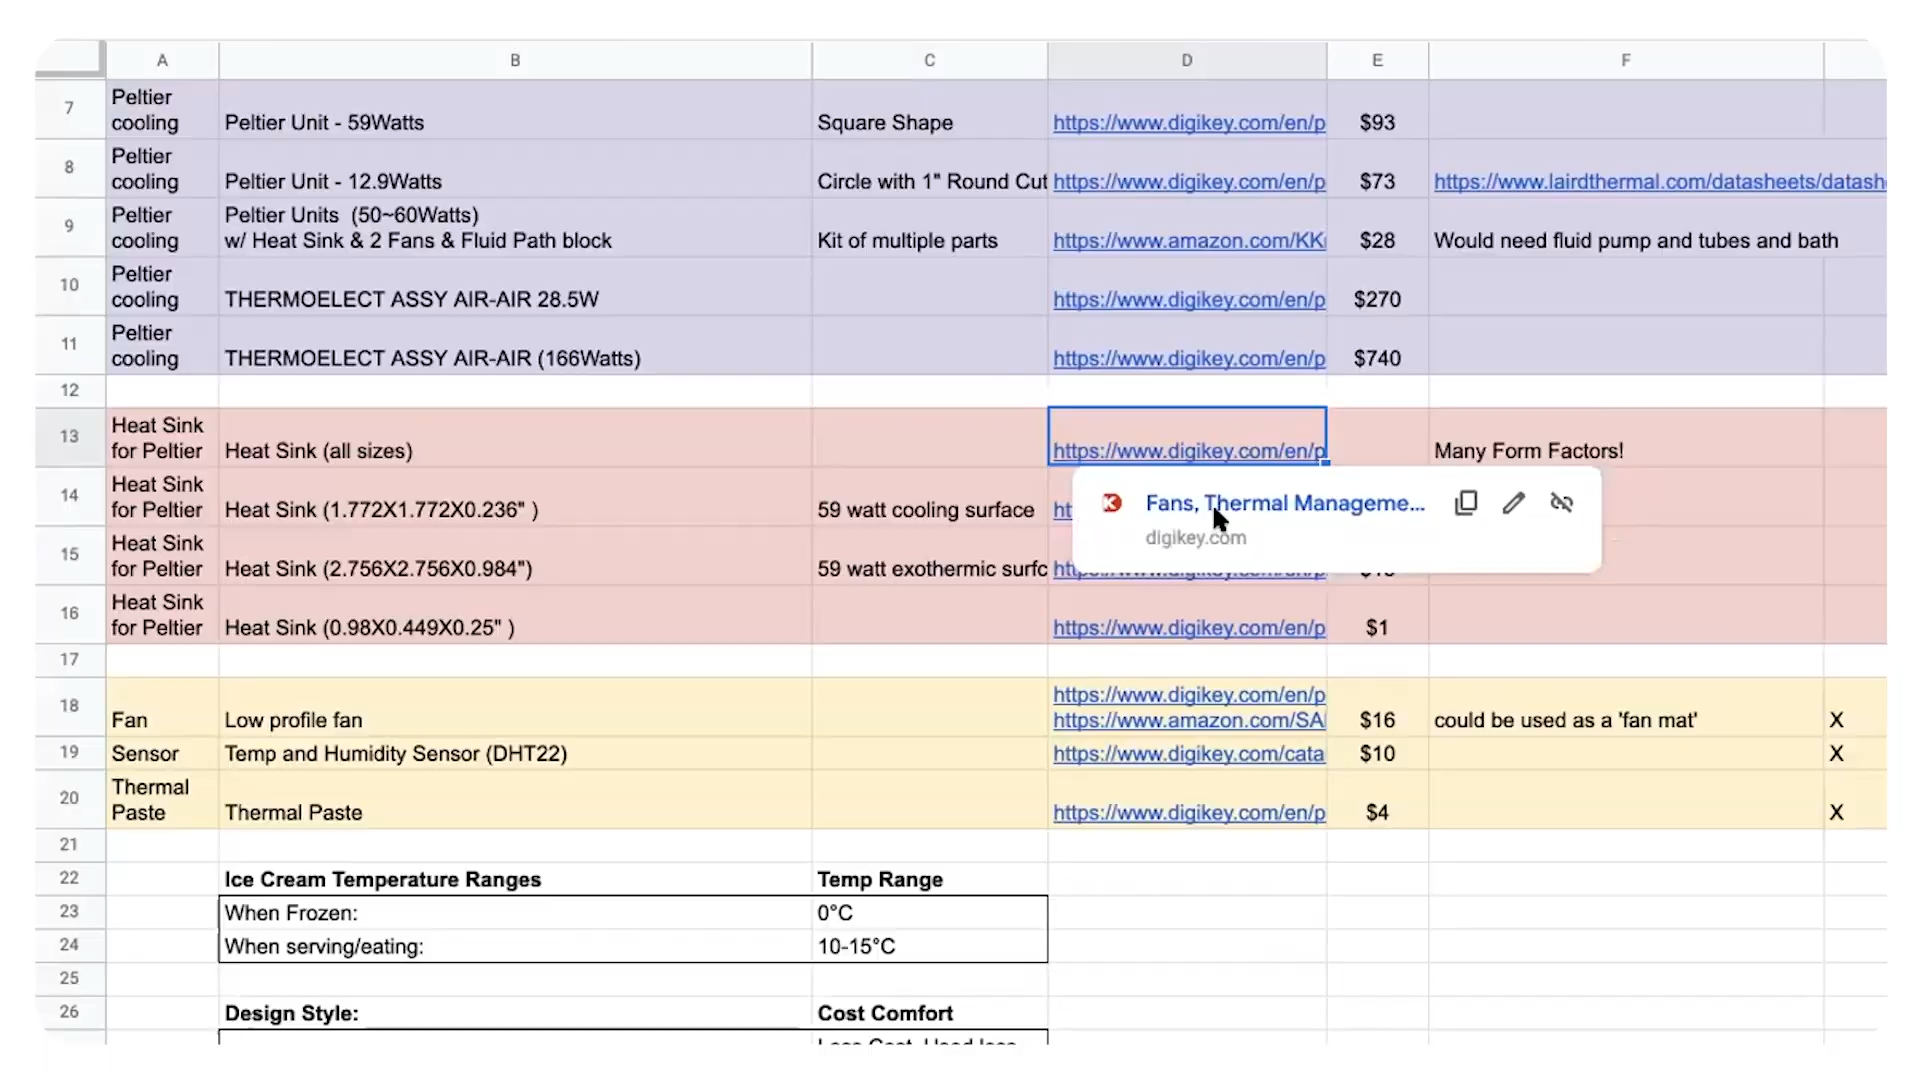 A B C D E F
7 Peltier cooling Peltier Unit - 59Watts Square Shape https://www.digikey.com/en/p $93
8 Peltier cooling Peltier Unit - 12.9Watts Circle with 1" Round Cut https://www.digikey.com/en/p $73 https://www.lairdthermal.com/datasheets/datash
9 Peltier cooling Peltier Units (50~60Watts)
w/ Heat Sink & 2 Fans & Fluid Path block Kit of multiple parts https://www.amazon.com/KK $28 Would need fluid pump and tubes and bath
10 Peltier cooling THERMOELECT ASSY AIR-AIR 28.5W https://www.digikey.com/en/p $270
11 Peltier cooling THERMOELECT ASSY AIR-AIR (166Watts) https://www.digikey.com/en/p $740
12
13 Heat Sink for Peltier Heat Sink (all sizes) https://www.digikey.com/en/p Many Form Factors!
Fans, Thermal Manageme...
digikey.com
14 Heat Sink for Peltier Heat Sink (1.772X1.772X0.236" ) 59 watt cooling surface ht
15 Heat Sink for Peltier Heat Sink (2.756X2.756X0.984") 59 watt exothermic surfc
16 Heat Sink for Peltier Heat Sink (0.98X0.449X0.25" ) https://www.digikey.com/en/p $1
17
18 Fan Low profile fan https://www.digikey.com/en/p
https://www.amazon.com/SA $16 could be used as a 'fan mat' X
19 Sensor Temp and Humidity Sensor (DHT22) https://www.digikey.com/cata $10 X
20 Thermal Paste Thermal Paste https://www.digikey.com/en/p $4 X
21
22 Ice Cream Temperature Ranges Temp Range
23 When Frozen: 0°C
24 When serving/eating: 10-15°C
25
26 Design Style: Cost Comfort